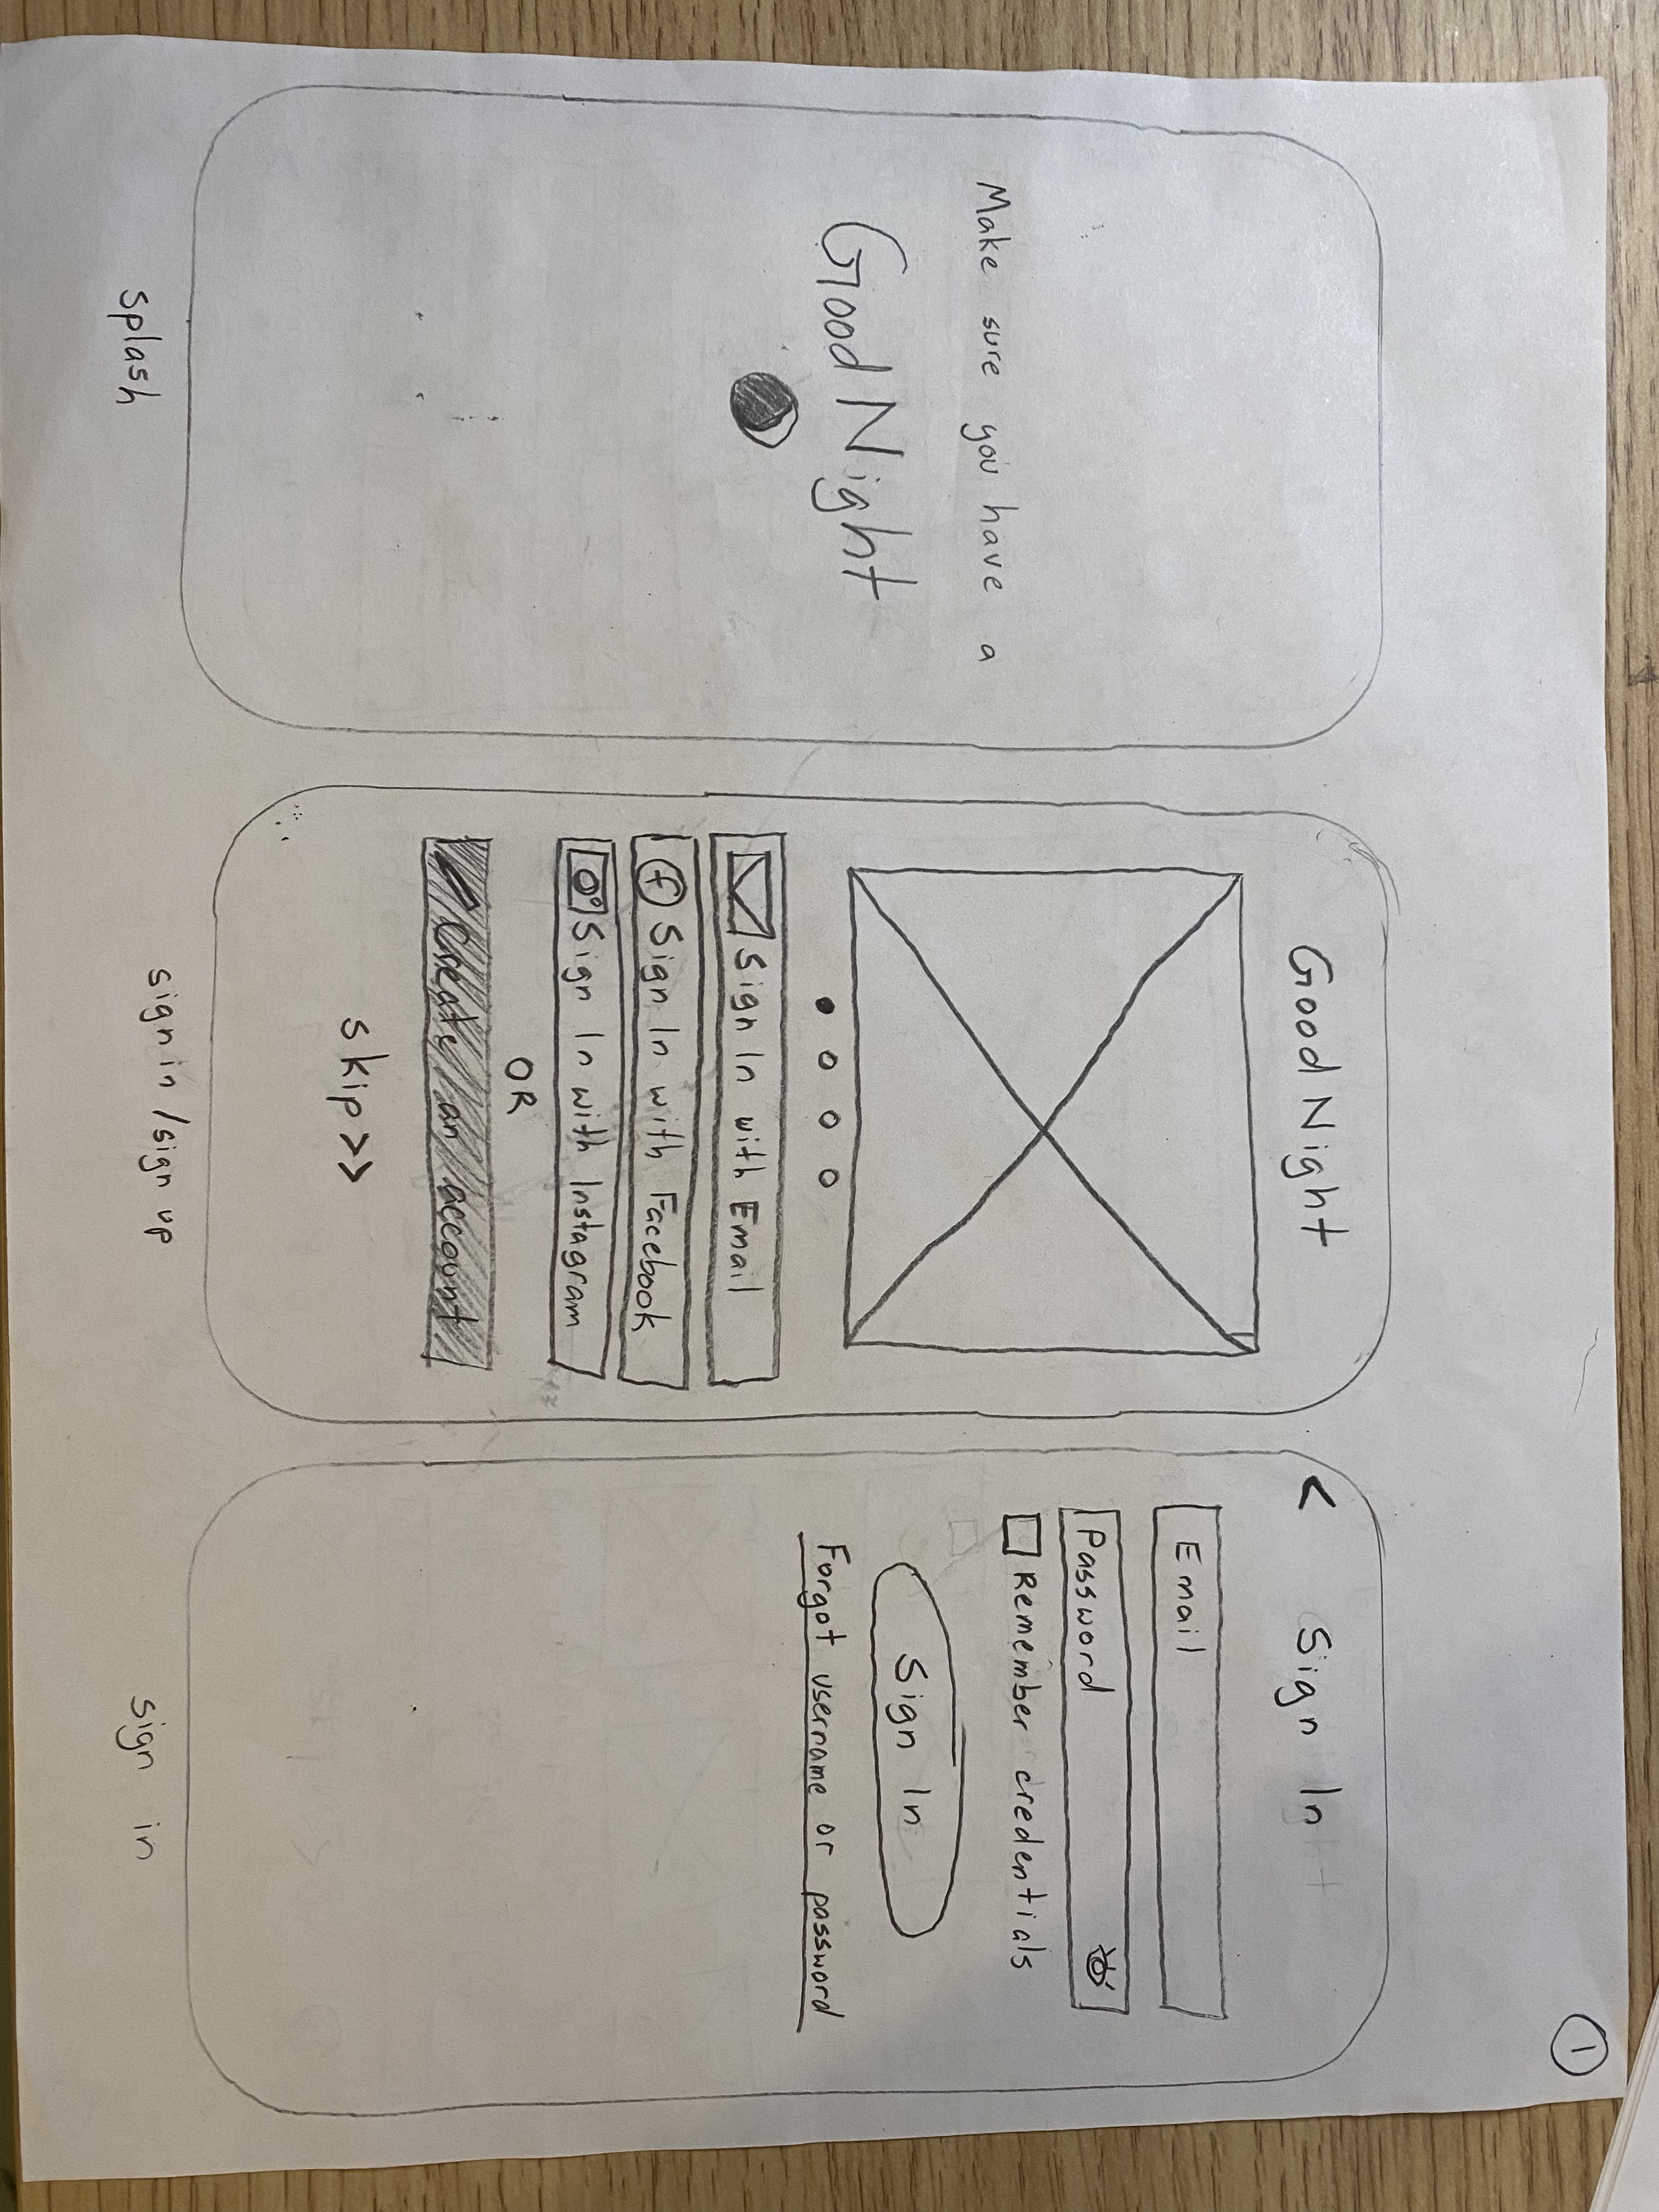 1
Make sure you have a
Good Night
splash
Good Night
Sign In with Email
f Sign In with Facebook
Sign In with Instagram
OR
Create an account
skip>>
sign in / sign up
< Sign In
Email
Password
Remember credentials
Sign In
Forgot username or password
sign in